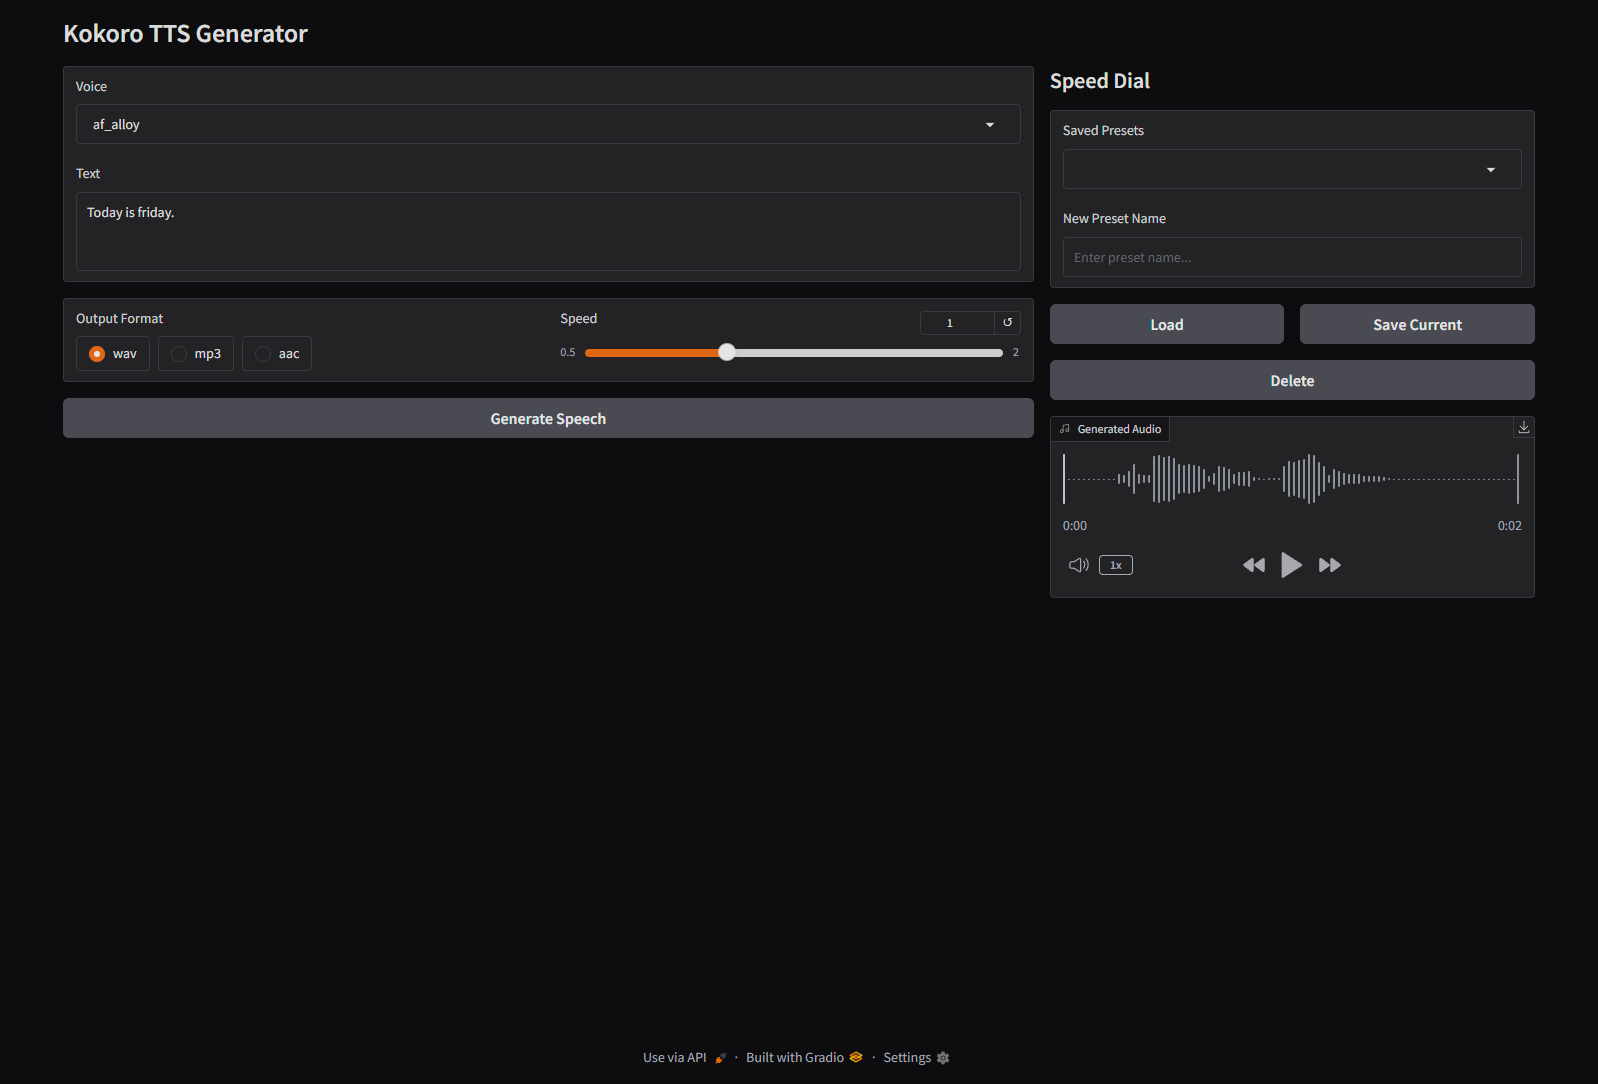 Kokoro TTS Generator
Voice
af_alloy
Text
Today is friday.
Output Format
wav
mp3
aac
Speed
1
0.5
2
Generate Speech
Speed Dial
Saved Presets
New Preset Name
Enter preset name...
Load
Save Current
Delete
Generated Audio
0:00
0:02
1x
Use via API · Built with Gradio · Settings